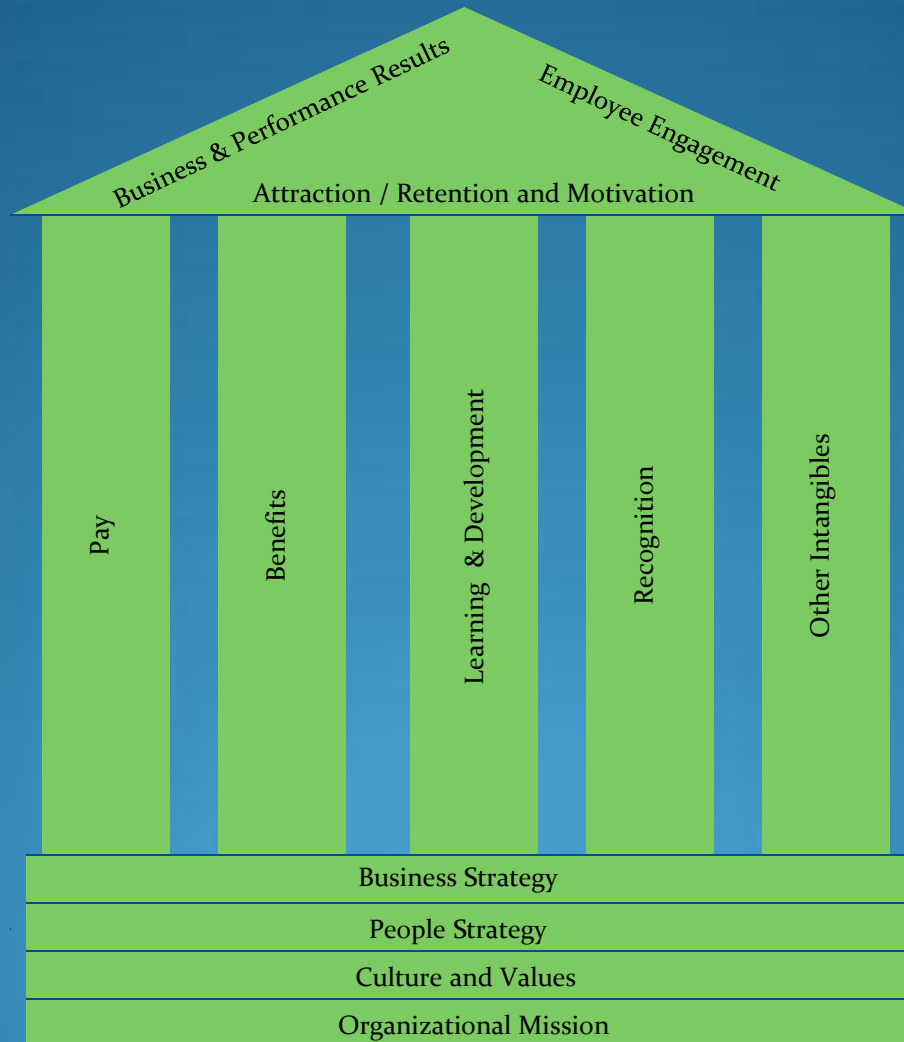 Business & Performance Results
Employee Engagement
Attraction / Retention and Motivation
Pay
Benefits
Learning & Development
Recognition
Other Intangibles
Business Strategy
People Strategy
Culture and Values
Organizational Mission